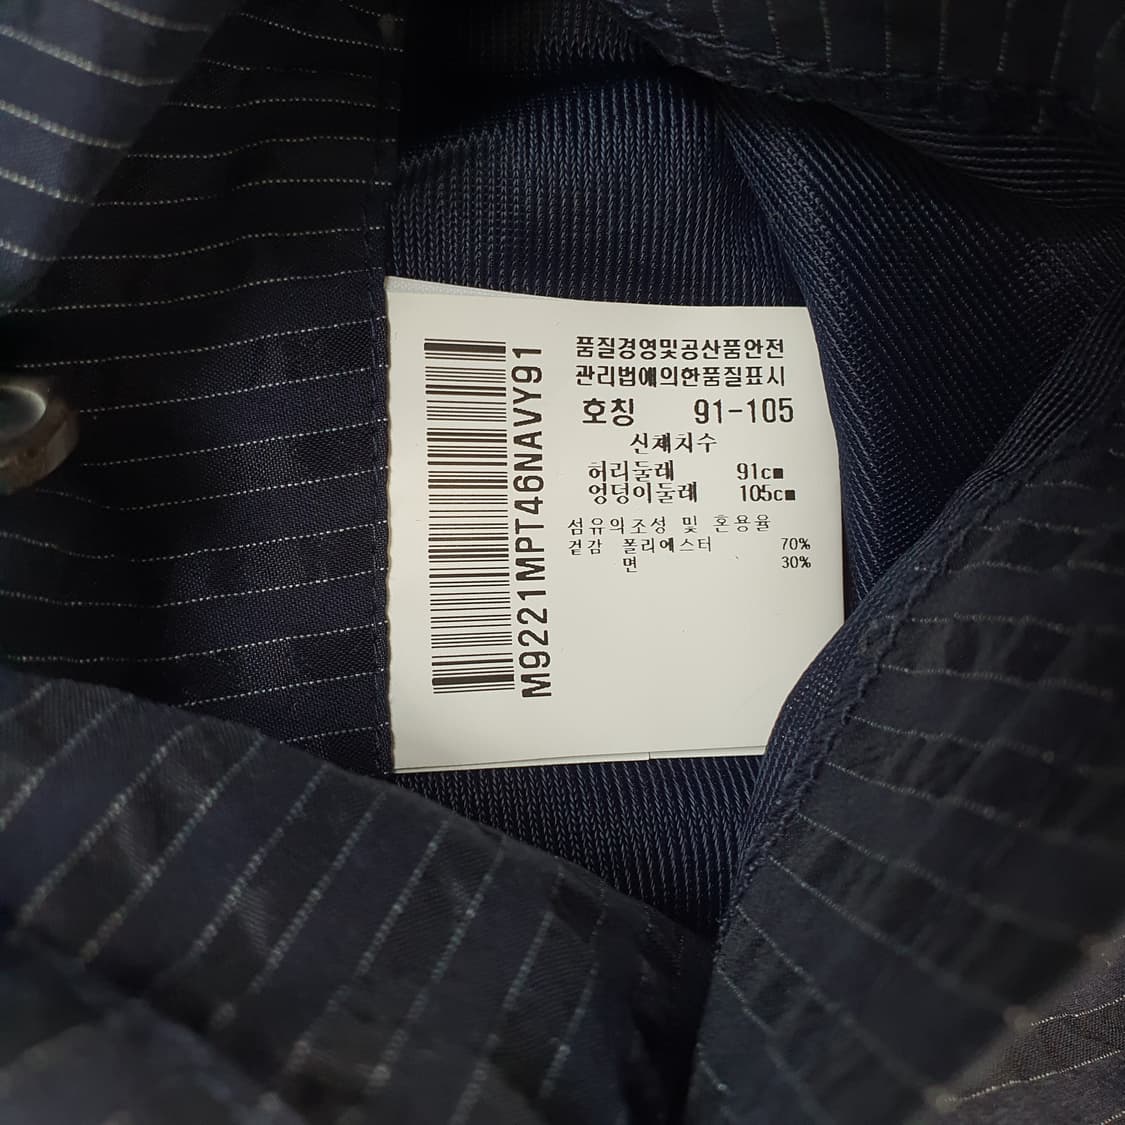 M9221MPT46NAVY91
품질경영및공산품안전
관리법에의한품질표시
호칭 91-105
신체치수
허리둘레 91cm
엉덩이둘레 105cm
섬유의조성 및 혼용율
겉감 폴리에스터 70%
면 30%